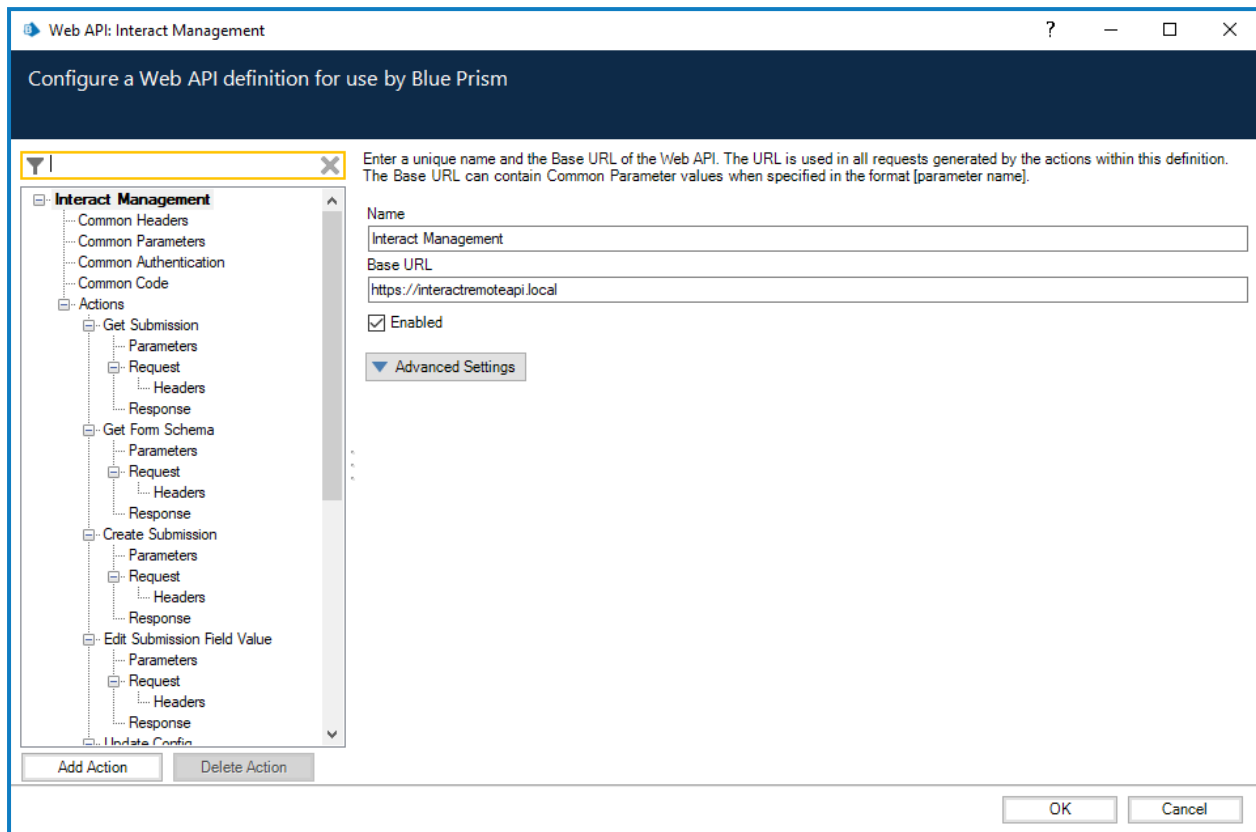 Web API: Interact Management
?
Configure a Web API definition for use by Blue Prism
Enter a unique name and the Base URL of the Web API. The URL is used in all requests generated by the actions within this definition.
The Base URL can contain Common Parameter values when specified in the format [parameter name].
Interact Management
Common Headers
Common Parameters
Common Authentication
Common Code
Actions
Get Submission
Parameters
Request
Headers
Response
Get Form Schema
Parameters
Request
Headers
Response
Create Submission
Parameters
Request
Headers
Response
Edit Submission Field Value
Parameters
Request
Headers
Response
Update Config
Name
Interact Management
Base URL
https://interactremoteapi.local
Enabled
Advanced Settings
Add Action
Delete Action
OK
Cancel